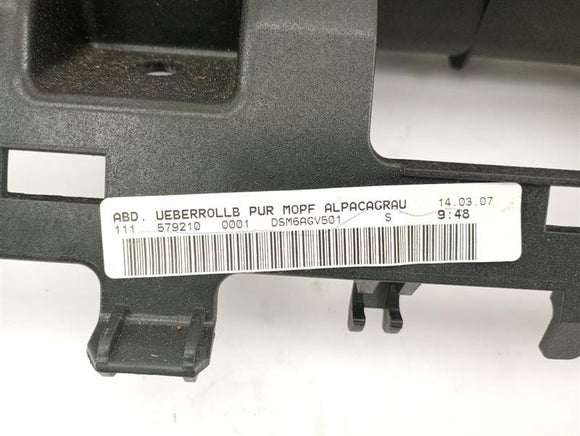 ABD. UEBERROLLB PUR MOPF ALPACAGRAU 14.03.07
111 579210 0001 DSM6AGV501 S 9:48